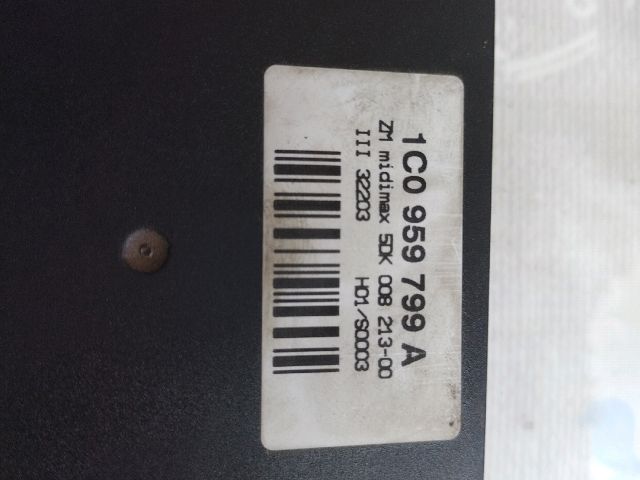 1C0 959 799 A
ZM midimax 5DK 008 213-00
III 32203 H01/S0003